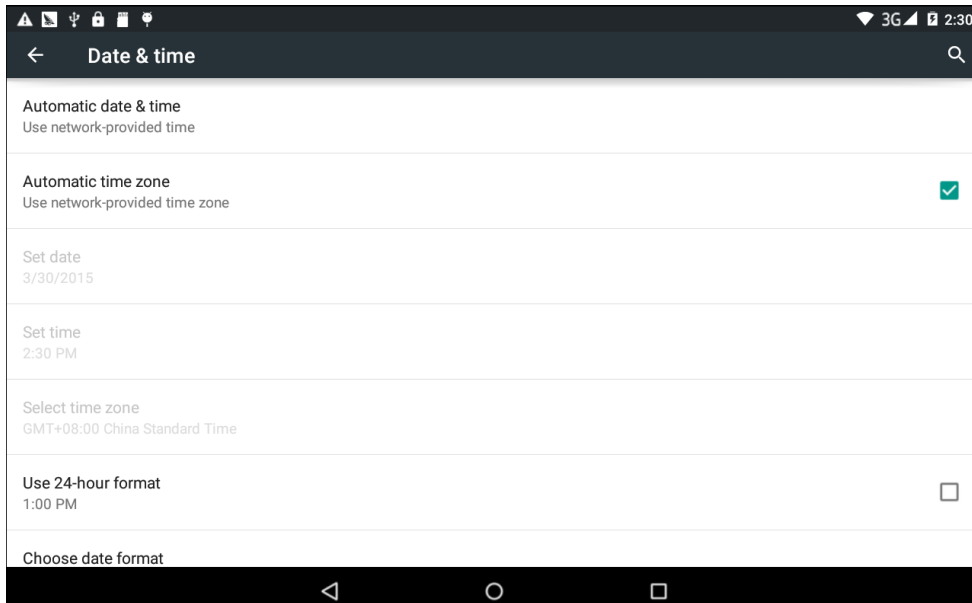 3G 2:30
Date & time
Automatic date & time
Use network-provided time
Automatic time zone
Use network-provided time zone
Set date
3/30/2015
Set time
2:30 PM
Select time zone
GMT+08:00 China Standard Time
Use 24-hour format
1:00 PM
Choose date format